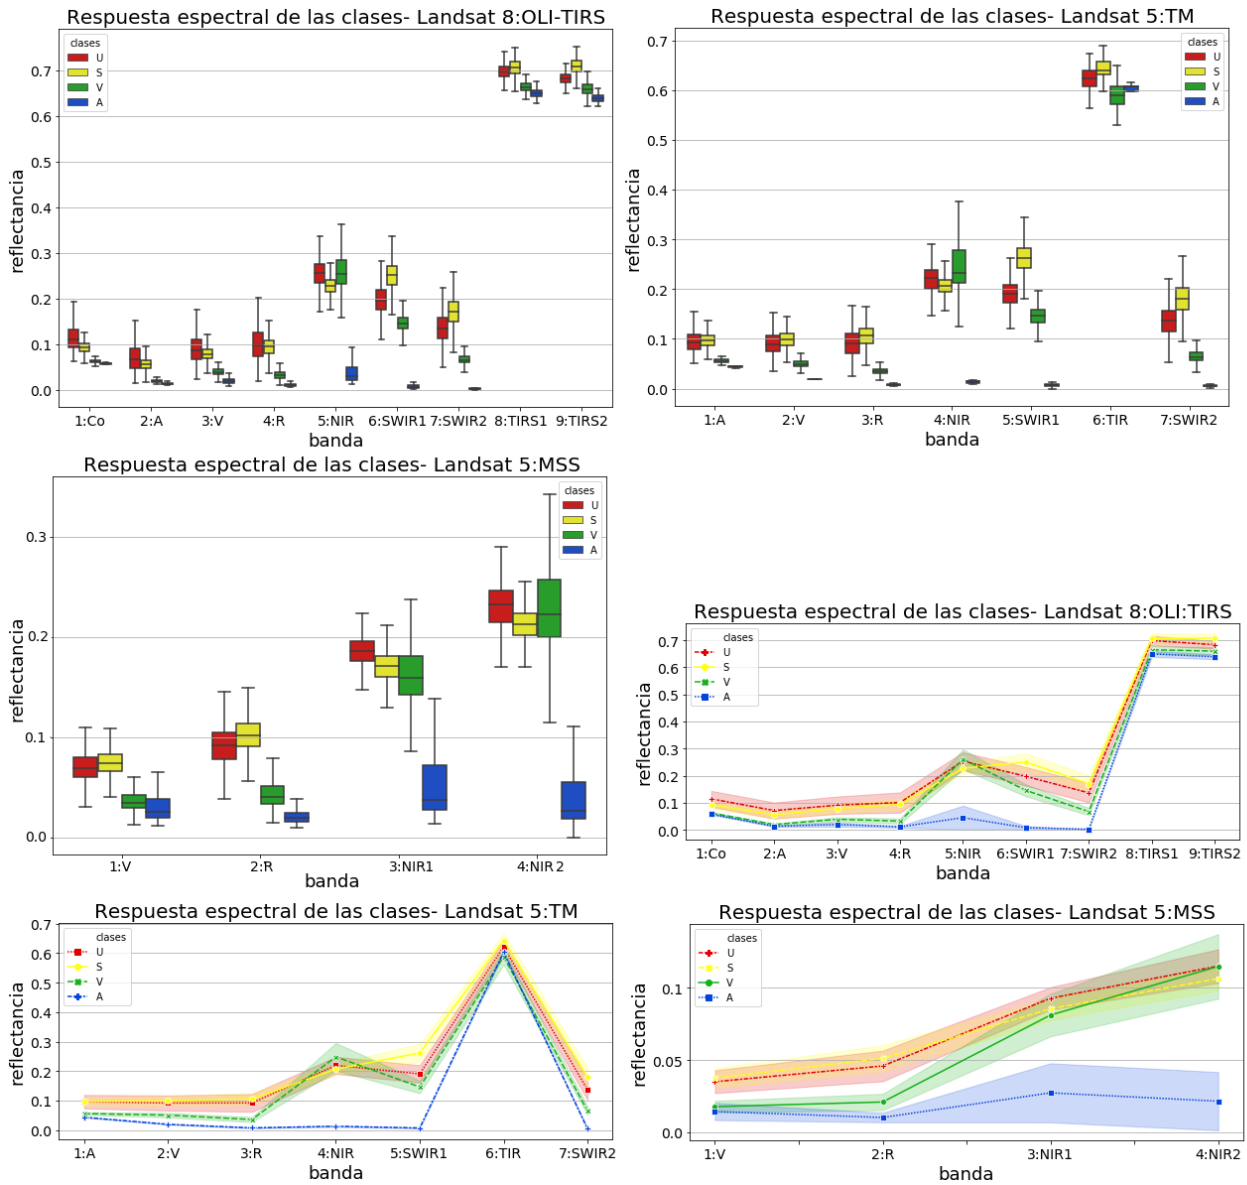 Respuesta espectral de las clases- Landsat 8:OLI-TIRS
clases
U
S
V
A
0.7
0.6
0.5
0.4
0.3
0.2
0.1
0.0
reflectancia
1:Co 2:A 3:V 4:R 5:NIR 6:SWIR1 7:SWIR2 8:TIRS1 9:TIRS2
banda
Respuesta espectral de las clases- Landsat 5:TM
clases
U
S
V
A
0.7
0.6
0.5
0.4
0.3
0.2
0.1
0.0
reflectancia
1:A 2:V 3:R 4:NIR 5:SWIR1 6:TIR 7:SWIR2
banda
Respuesta espectral de las clases- Landsat 5:MSS
clases
U
S
V
A
0.3
0.2
0.1
0.0
reflectancia
1:V 2:R 3:NIR1 4:NIR2
banda
Respuesta espectral de las clases- Landsat 8:OLI:TIRS
clases
U
S
V
A
0.7
0.6
0.5
0.4
0.3
0.2
0.1
0.0
reflectancia
1:Co 2:A 3:V 4:R 5:NIR 6:SWIR1 7:SWIR2 8:TIRS1 9:TIRS2
banda
Respuesta espectral de las clases- Landsat 5:TM
clases
U
S
V
A
0.7
0.6
0.5
0.4
0.3
0.2
0.1
0.0
reflectancia
1:A 2:V 3:R 4:NIR 5:SWIR1 6:TIR 7:SWIR2
banda
Respuesta espectral de las clases- Landsat 5:MSS
clases
U
S
V
A
0.1
0.05
0.0
reflectancia
1:V 2:R 3:NIR1 4:NIR2
banda